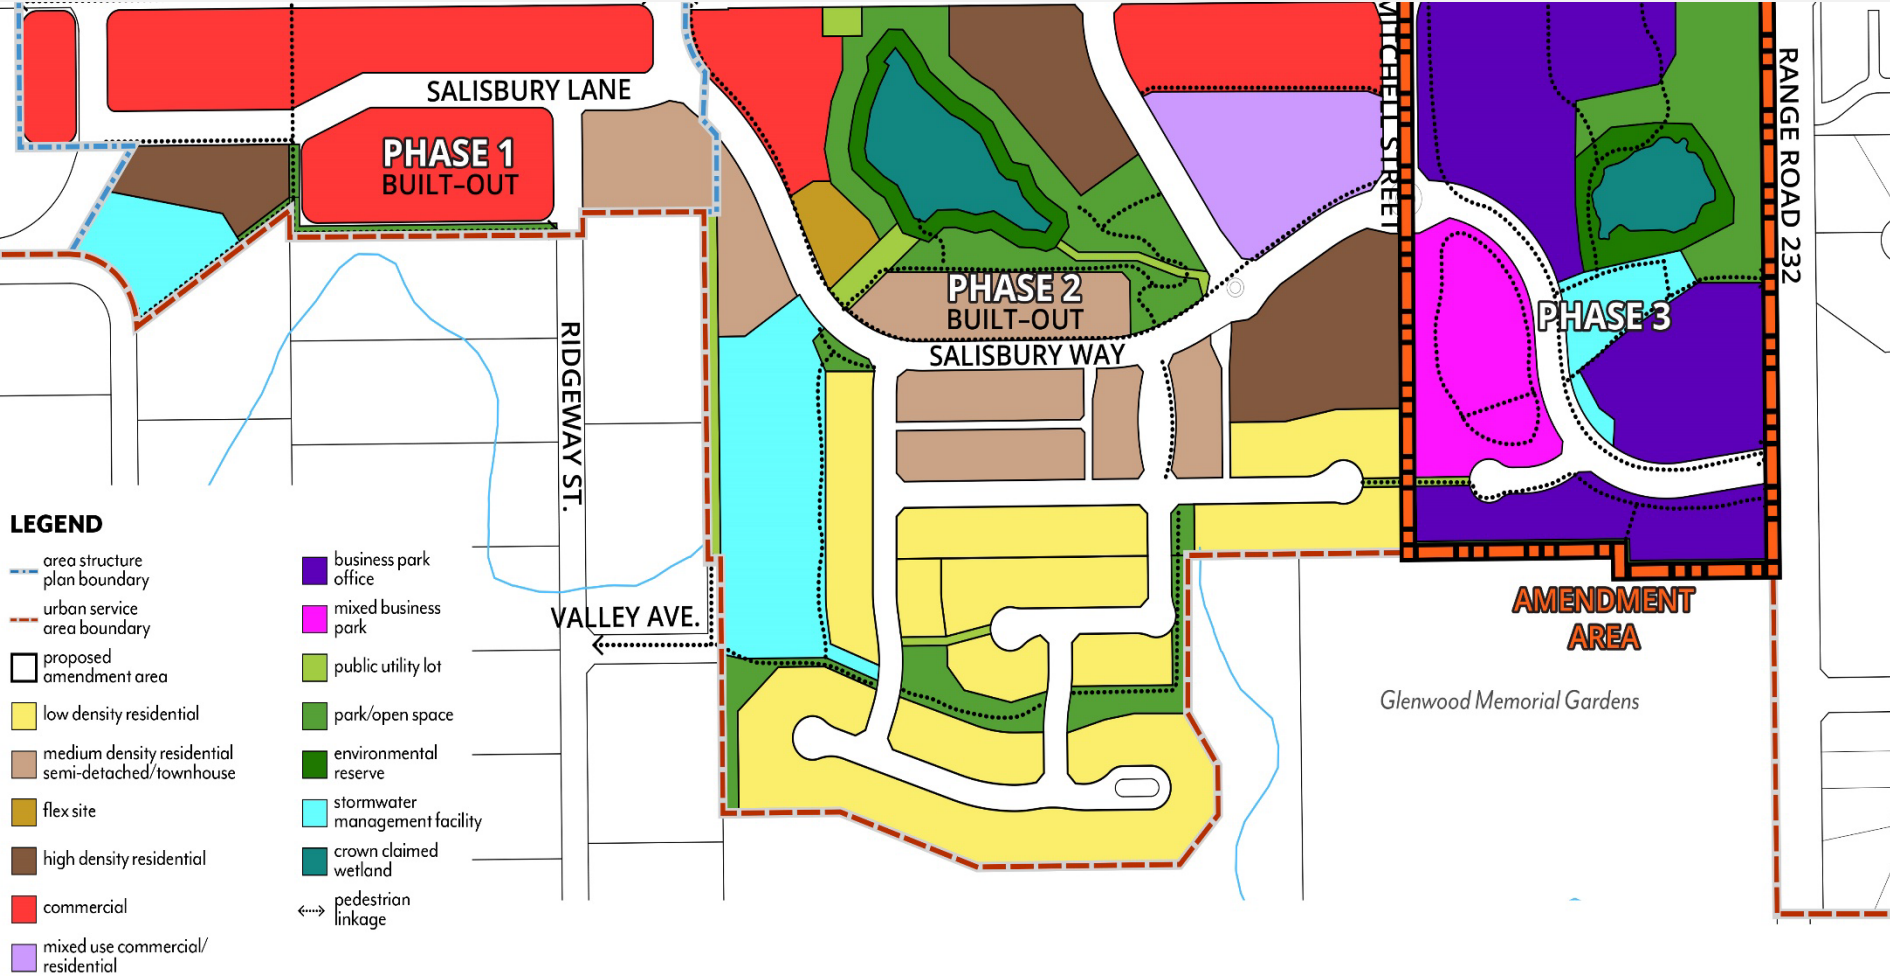 SALISBURY LANE
PHASE 1
BUILT-OUT
MITCHELL STREET
RANGE ROAD 232
PHASE 2
BUILT-OUT
PHASE 3
SALISBURY WAY
RIDGEWAY ST.
VALLEY AVE.
AMENDMENT
AREA
Glenwood Memorial Gardens
LEGEND
area structure
plan boundary
urban service
area boundary
proposed
amendment area
low density residential
medium density residential
semi-detached/townhouse
flex site
high density residential
commercial
mixed use commercial/
residential
business park
office
mixed business
park
public utility lot
park/open space
environmental
reserve
stormwater
management facility
crown claimed
wetland
pedestrian
linkage